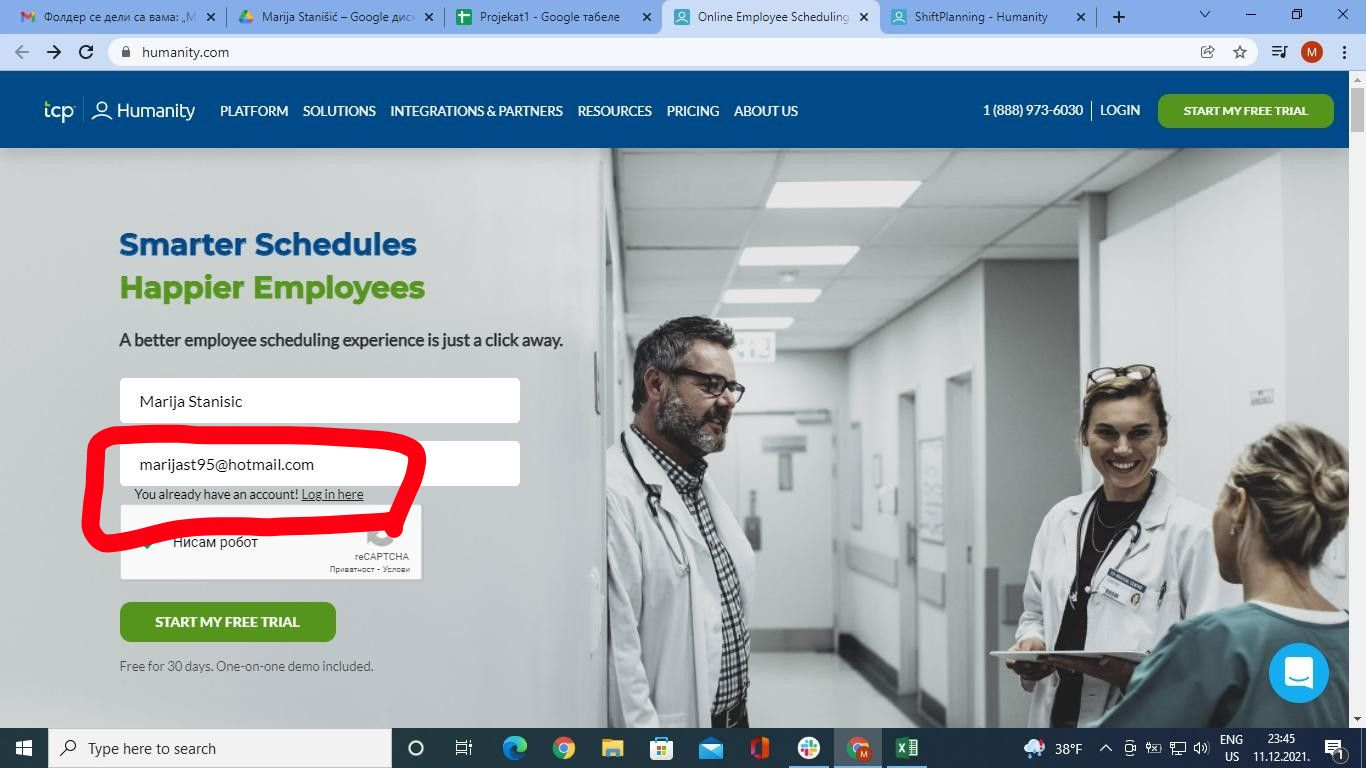 Фолдер се дели са вама: „М
Marija Stanišić – Google диск
Projekat1 - Google табеле
Online Employee Scheduling
ShiftPlanning - Humanity
humanity.com
M
tcp Humanity
PLATFORM SOLUTIONS INTEGRATIONS & PARTNERS RESOURCES PRICING ABOUT US
1 (888) 973-6030 LOGIN START MY FREE TRIAL
Smarter Schedules
Happier Employees
A better employee scheduling experience is just a click away.
Marija Stanisic
marijast95@hotmail.com
You already have an account! Log in here
Нисам робот
reCAPTCHA
Приватност - Услови
START MY FREE TRIAL
Free for 30 days. One-on-one demo included.
Type here to search
M
38°F
ENG
US
23:45
11.12.2021.
1